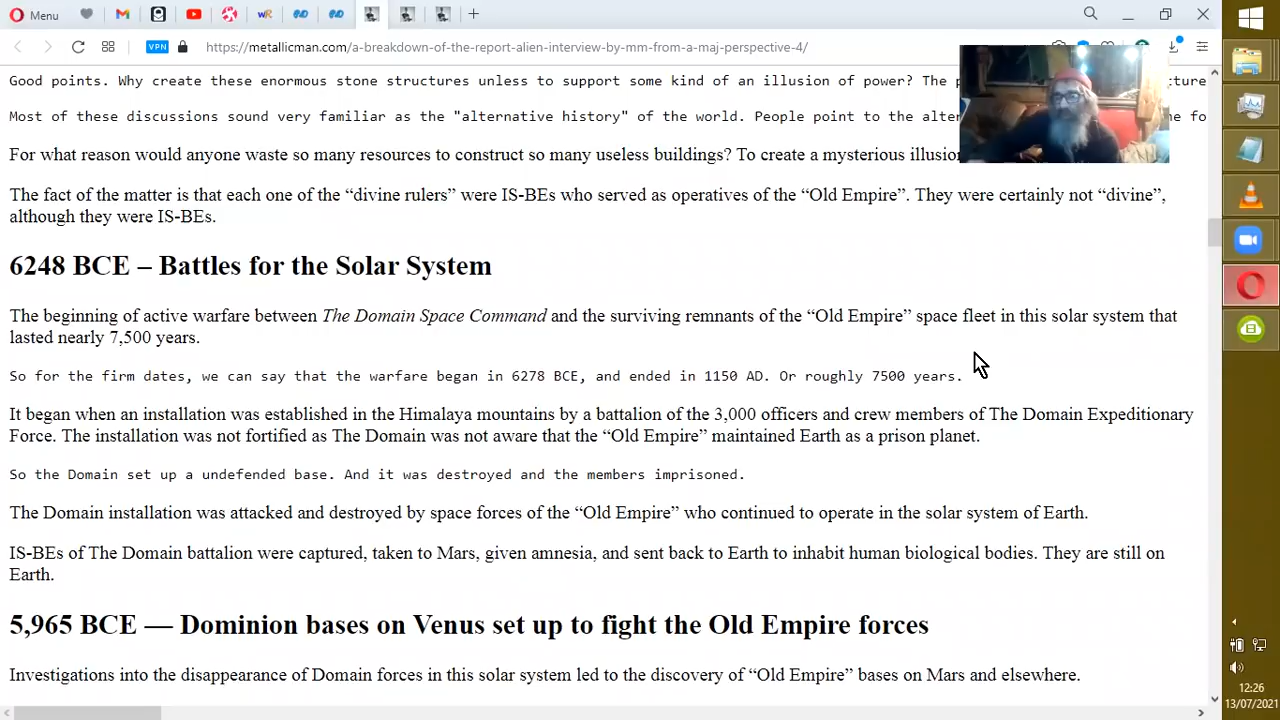 Menu
wR
VPN
https://metallicman.com/a-breakdown-of-the-report-alien-interview-by-mm-from-a-maj-perspective-4/
Good points. Why create these enormous stone structures unless to support some kind of an illusion of power? The
Most of these discussions sound very familiar as the "alternative history" of the world. People point to the
For what reason would anyone waste so many resources to construct so many useless buildings? To create a mysterious
The fact of the matter is that each one of the “divine rulers” were IS-BEs who served as operatives of the “Old Empire”. They were certainly not “divine”,
although they were IS-BEs.
6248 BCE – Battles for the Solar System
The beginning of active warfare between The Domain Space Command and the surviving remnants of the “Old Empire” space fleet in this solar system that
lasted nearly 7,500 years.
So for the firm dates, we can say that the warfare began in 6278 BCE, and ended in 1150 AD. Or roughly 7500 years.
It began when an installation was established in the Himalaya mountains by a battalion of the 3,000 officers and crew members of The Domain Expeditionary
Force. The installation was not fortified as The Domain was not aware that the “Old Empire” maintained Earth as a prison planet.
So the Domain set up a undefended base. And it was destroyed and the members imprisoned.
The Domain installation was attacked and destroyed by space forces of the “Old Empire” who continued to operate in the solar system of Earth.
IS-BEs of The Domain battalion were captured, taken to Mars, given amnesia, and sent back to Earth to inhabit human biological bodies. They are still on
Earth.
5,965 BCE — Dominion bases on Venus set up to fight the Old Empire forces
Investigations into the disappearance of Domain forces in this solar system led to the discovery of “Old Empire” bases on Mars and elsewhere.
12:26
13/07/2021